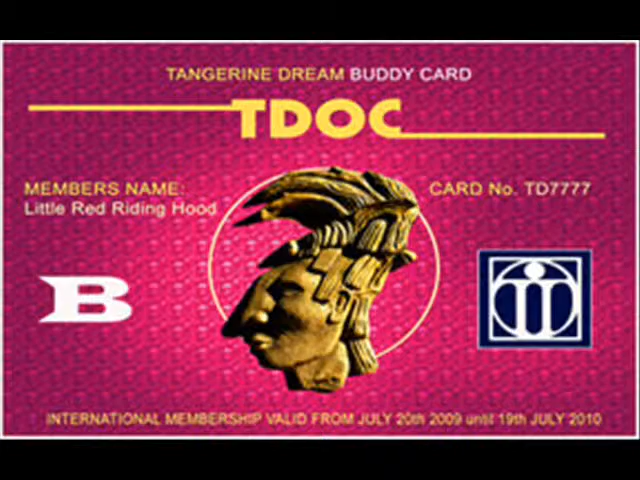 TANGERINE DREAM BUDDY CARD
TDOC
MEMBERS NAME:
Little Red Riding Hood
CARD No. TD7777
B
INTERNATIONAL MEMBERSHIP VALID FROM JULY 20th 2009 until 19th JULY 2010